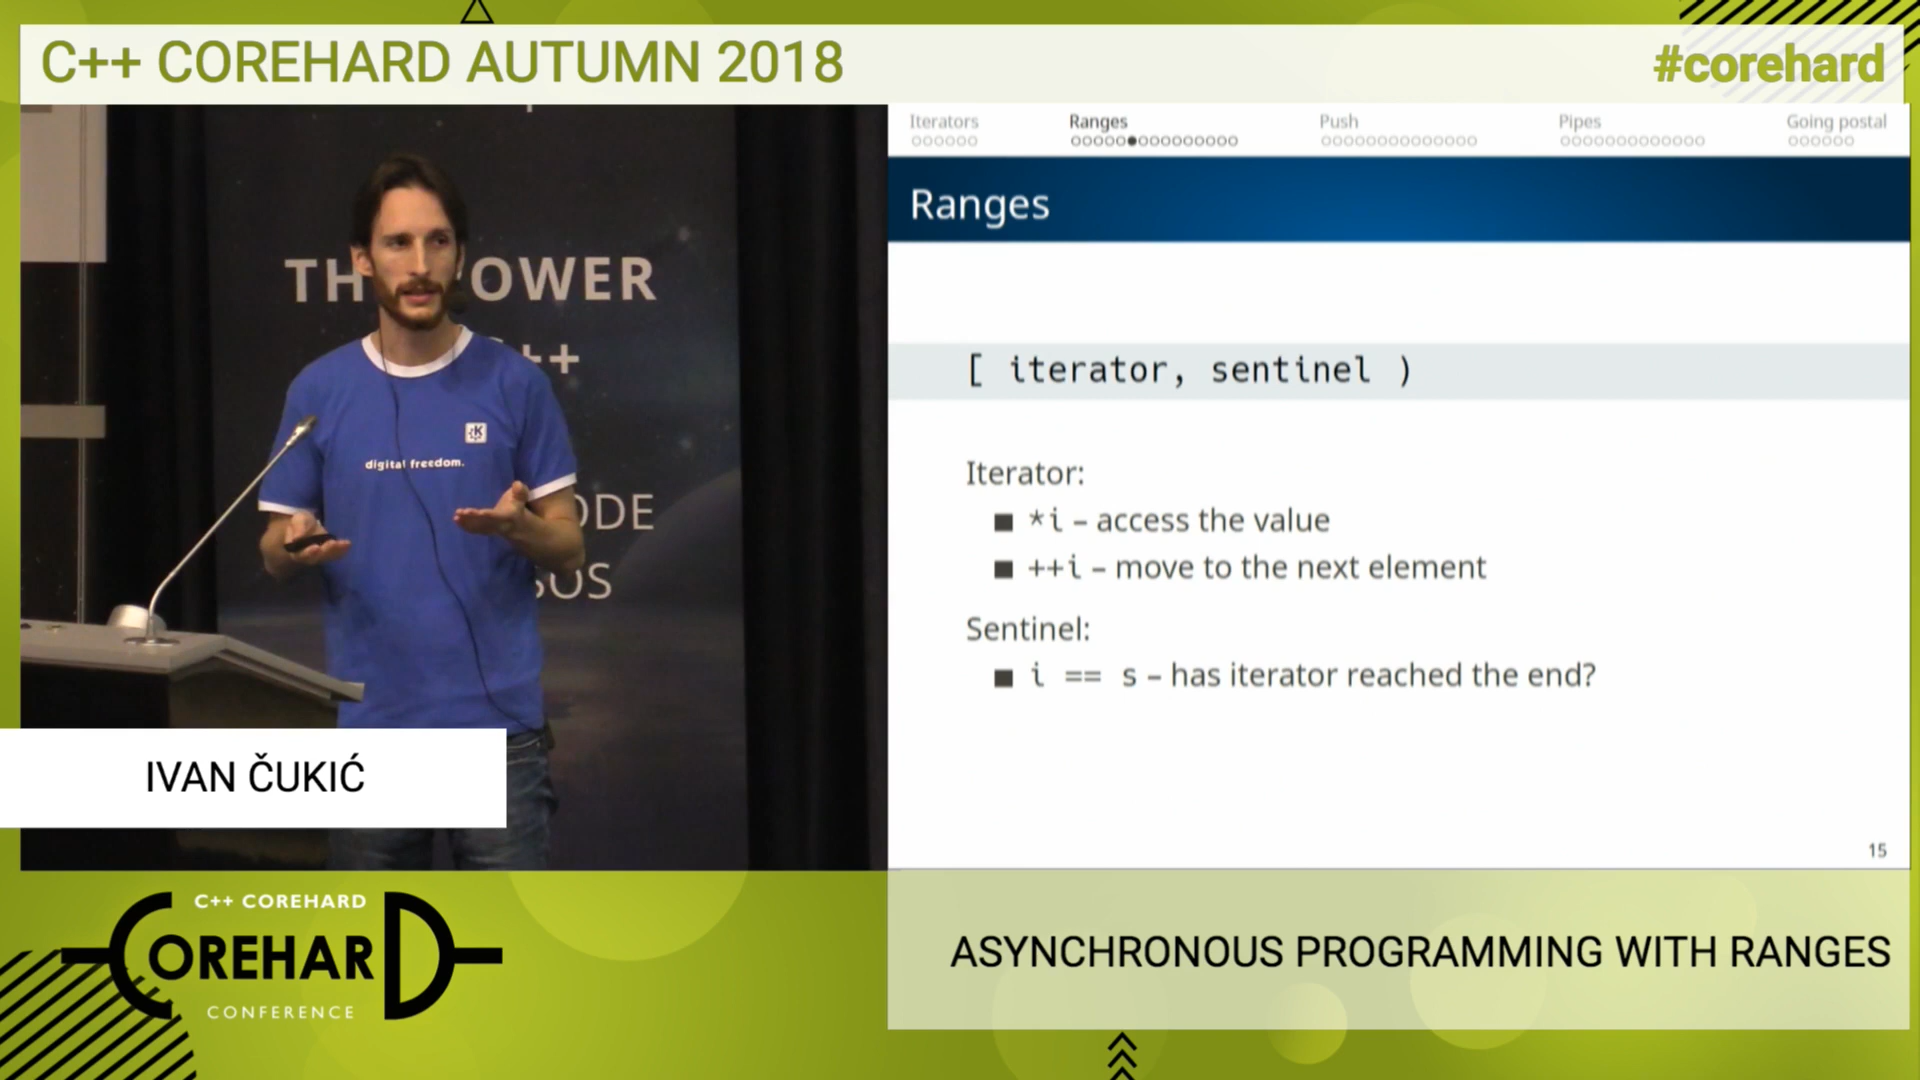 C++ COREHARD AUTUMN 2018
#corehard
THE POWER
C++
digital freedom.
IVAN ČUKIĆ
C++ COREHARD
COREHARD
CONFERENCE
Iterators
Ranges
Push
Pipes
Going postal
Ranges
[ iterator, sentinel )
Iterator:
■ *i – access the value
■ ++i – move to the next element
Sentinel:
■ i == s – has iterator reached the end?
15
ASYNCHRONOUS PROGRAMMING WITH RANGES